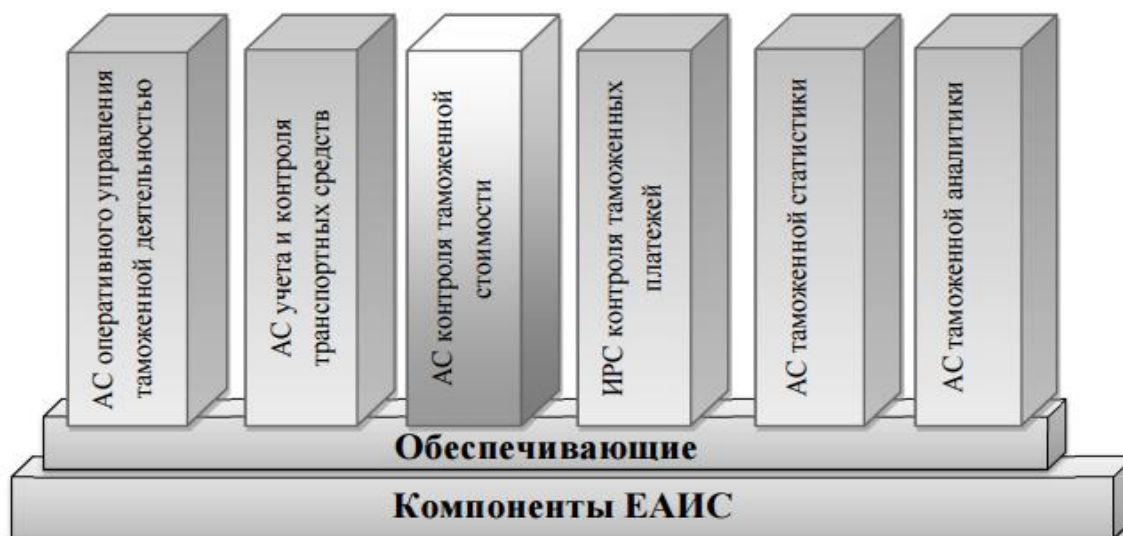 АС оперативного управления
таможенной деятельностью
АС учета и контроля
транспортных средств
АС контроля таможенной
стоимости
ИРС контроля таможенных
платежей
АС таможенной статистики
АС таможенной аналитики
Обеспечивающие
Компоненты ЕАИС